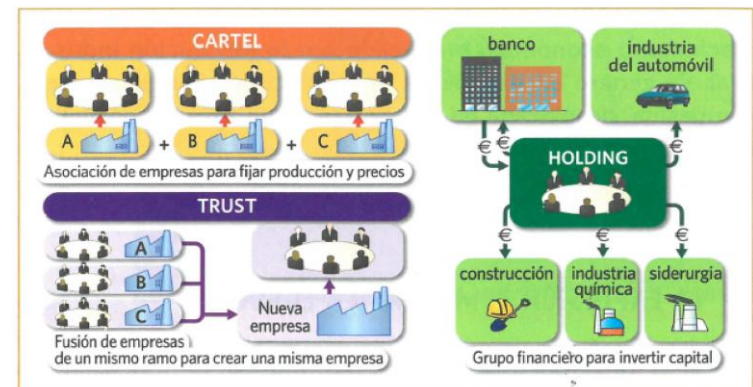 CARTEL
A + B + C
Asociación de empresas para fijar producción y precios
TRUST
A
B
C
Nueva
empresa
Fusión de empresas
de un mismo ramo para crear una misma empresa
banco
industria
del automóvil
€ € €
HOLDING
€ € €
construcción
industria
química
siderurgia
Grupo financiero para invertir capital